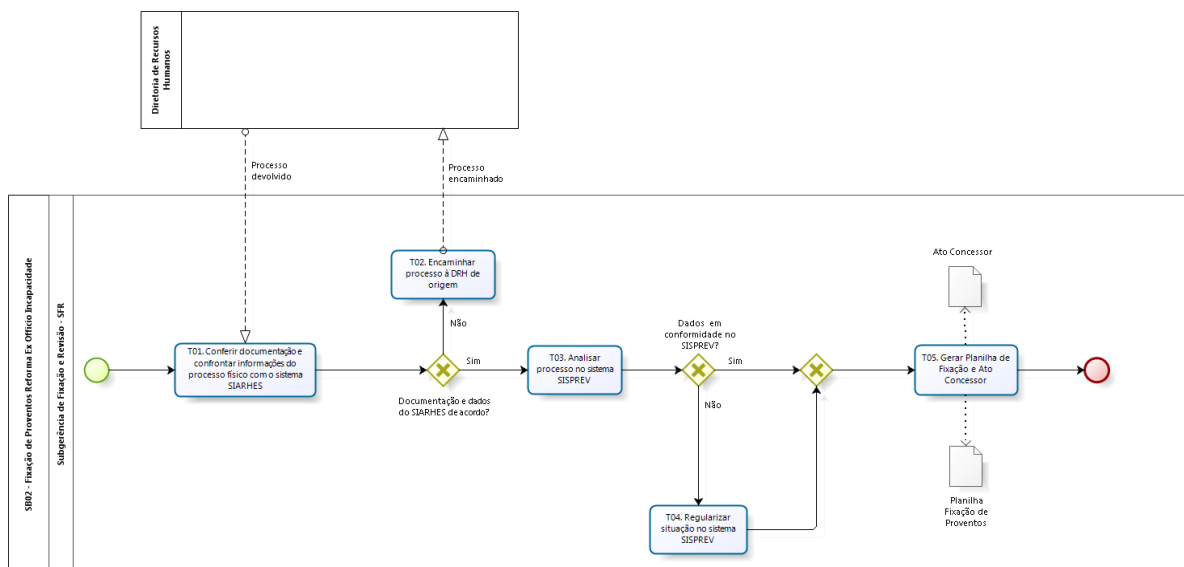 Diretoria de Recursos
Humanos
Processo
devolvido
Processo
encaminhado
SB02 - Fixação de Proventos Reforma Ex Offício Incapacidade
Subgerência de Fixação e Revisão - SFR
T01. Conferir documentação e
confrontar informações do
processo físico com o sistema
SIARHES
T02. Encaminhar
processo à DRH de
origem
Não
Sim
Documentação e dados
do SIARHES de acordo?
T03. Analisar
processo no sistema
SISPREV
Dados em
conformidade no
SISPREV?
Sim
Não
T04. Regularizar
situação no sistema
SISPREV
Ato Concessor
T05. Gerar Planilha de
Fixação e Ato
Concessor
Planilha
Fixação de
Proventos